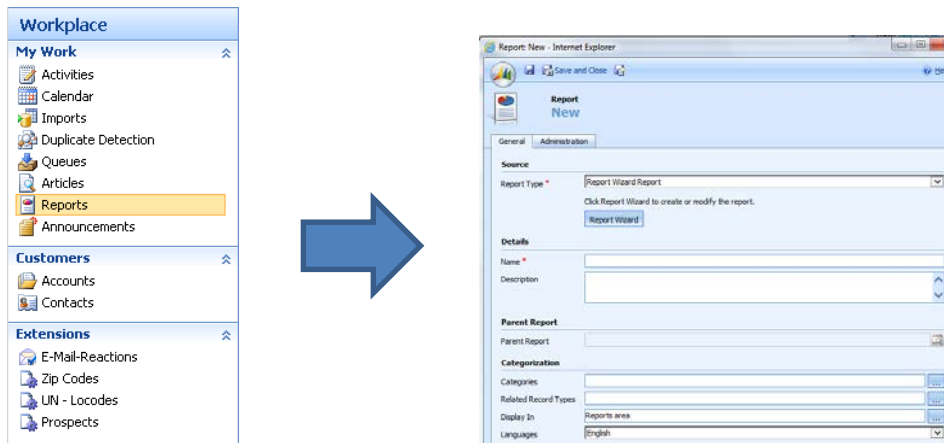 Workplace
My Work
Activities
Calendar
Imports
Duplicate Detection
Queues
Articles
Reports
Announcements
Customers
Accounts
Contacts
Extensions
E-Mail-Reactions
Zip Codes
UN - Locodes
Prospects
Report: New - Internet Explorer
Save and Close
Report
New
General Administration
Source
Report Type * Report Wizard Report
Click Report Wizard to create or modify the report.
Report Wizard
Details
Name *
Description
Parent Report
Parent Report
Categorization
Categories ...
Related Record Types ...
Display In Reports area ...
Languages English